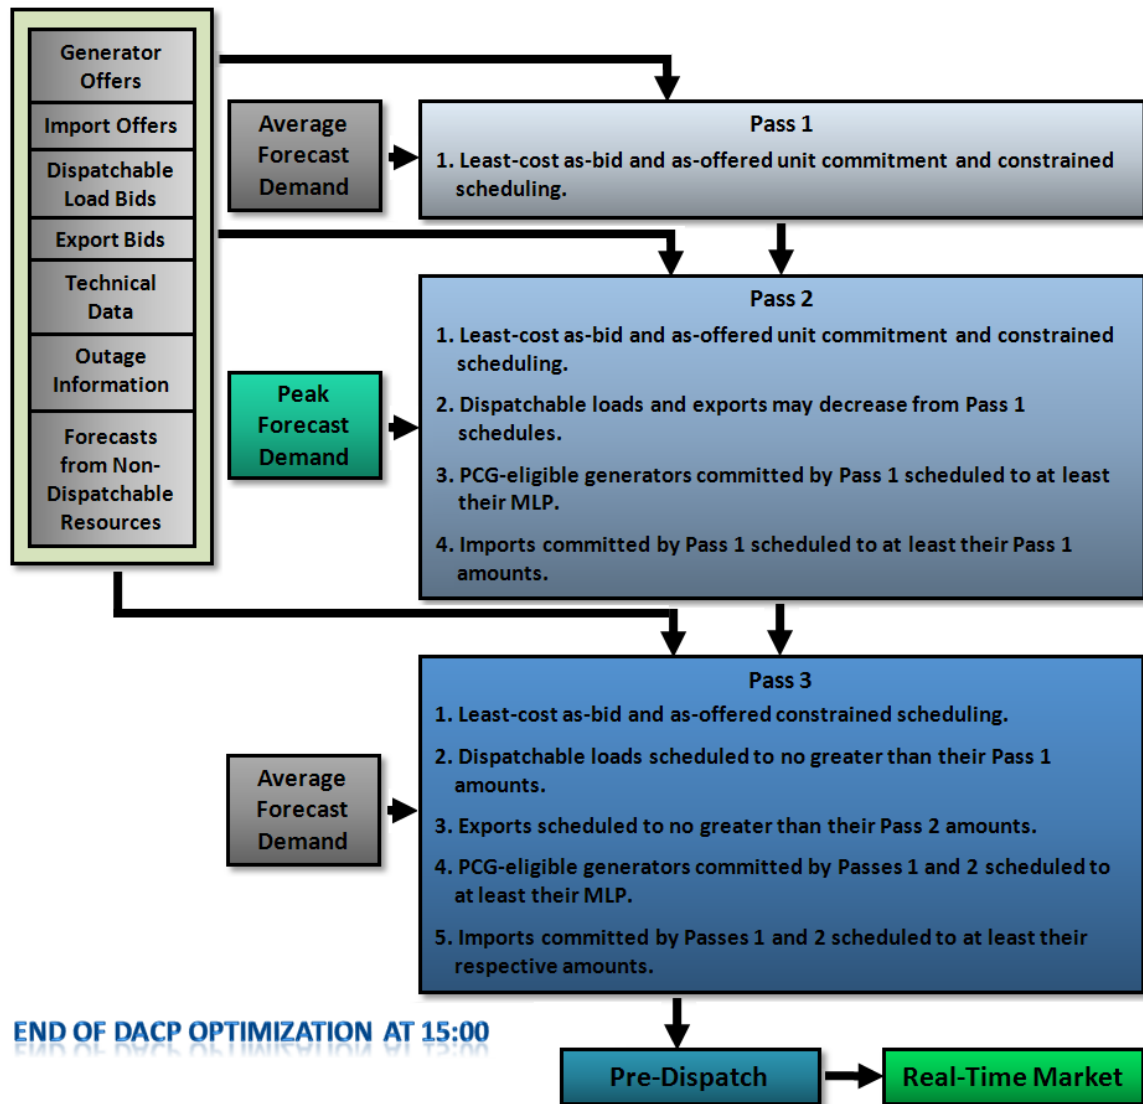 Generator
Offers
Import Offers
Dispatchable
Load Bids
Export Bids
Technical
Data
Outage
Information
Forecasts
from Non-
Dispatchable
Resources
Average
Forecast
Demand
Pass 1
1. Least-cost as-bid and as-offered unit commitment and constrained
scheduling.
Peak
Forecast
Demand
Pass 2
1. Least-cost as-bid and as-offered unit commitment and constrained
scheduling.
2. Dispatchable loads and exports may decrease from Pass 1
schedules.
3. PCG-eligible generators committed by Pass 1 scheduled to at least
their MLP.
4. Imports committed by Pass 1 scheduled to at least their Pass 1
amounts.
Average
Forecast
Demand
Pass 3
1. Least-cost as-bid and as-offered constrained scheduling.
2. Dispatchable loads scheduled to no greater than their Pass 1
amounts.
3. Exports scheduled to no greater than their Pass 2 amounts.
4. PCG-eligible generators committed by Passes 1 and 2 scheduled to
at least their MLP.
5. Imports committed by Passes 1 and 2 scheduled to at least their
respective amounts.
END OF DACP OPTIMIZATION AT 15:00
Pre-Dispatch
Real-Time Market